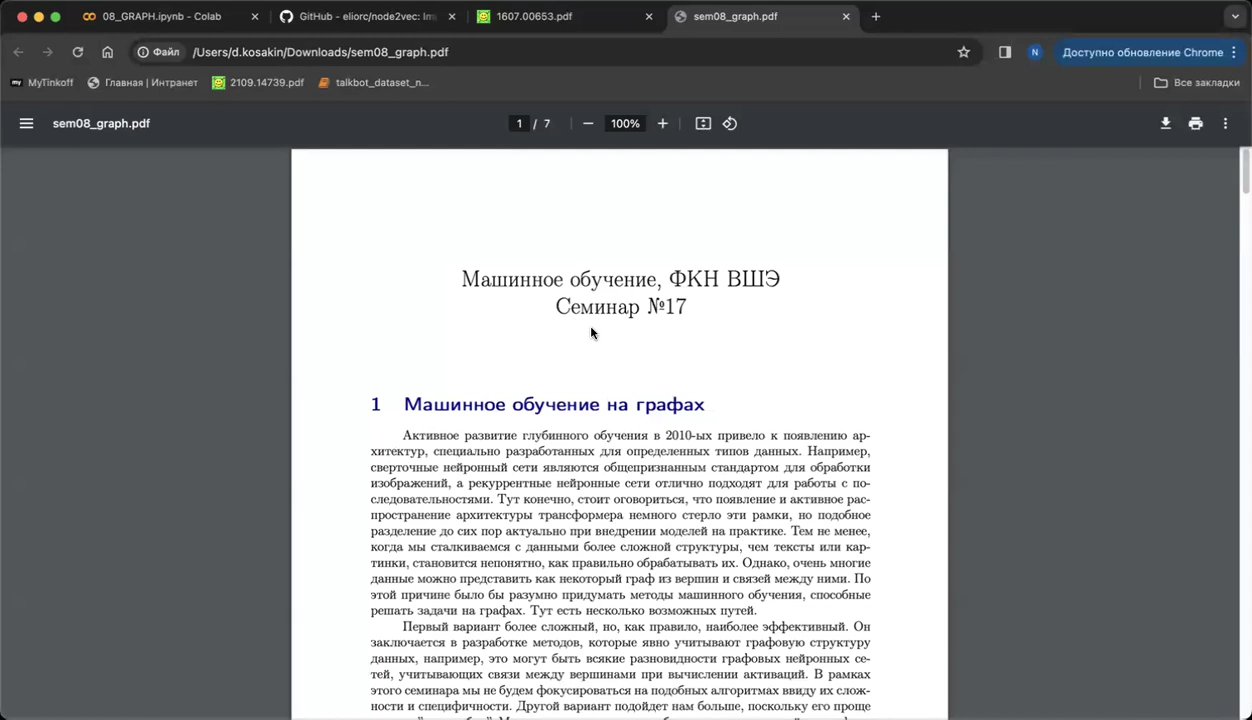 08_GRAPH.ipynb - Colab
GitHub - eliorc/node2vec: Im
1607.00653.pdf
sem08_graph.pdf
Файл
/Users/d.kosakin/Downloads/sem08_graph.pdf
N
Доступно обновление Chrome
my MyTinkoff
Главная | Интранет
2109.14739.pdf
talkbot_dataset_n...
Все закладки
sem08_graph.pdf
1 / 7
100%
Машинное обучение, ФКН ВШЭ
Семинар №17
1 Машинное обучение на графах
Активное развитие глубинного обучения в 2010-ых привело к появлению ар-
хитектур, специально разработанных для определенных типов данных. Например,
сверточные нейронный сети являются общепризнанным стандартом для обработки
изображений, а рекуррентные нейронные сети отлично подходят для работы с по-
следовательностями. Тут конечно, стоит оговориться, что появление и активное рас-
пространение архитектуры трансформера немного стерло эти рамки, но подобное
разделение до сих пор актуально при внедрении моделей на практике. Тем не менее,
когда мы сталкиваемся с данными более сложной структуры, чем тексты или кар-
тинки, становится непонятно, как правильно обрабатывать их. Однако, очень многие
данные можно представить как некоторый граф из вершин и связей между ними. По
этой причине было бы разумно придумать методы машинного обучения, способные
решать задачи на графах. Тут есть несколько возможных путей.
Первый вариант более сложный, но, как правило, наиболее эффективный. Он
заключается в разработке методов, которые явно учитывают графовую структуру
данных, например, это могут быть всякие разновидности графовых нейронных се-
тей, учитывающих связи между вершинами при вычислении активаций. В рамках
этого семинара мы не будем фокусироваться на подобных алгоритмах ввиду их слож-
ности и специфичности. Другой вариант подойдет нам больше, поскольку его проще